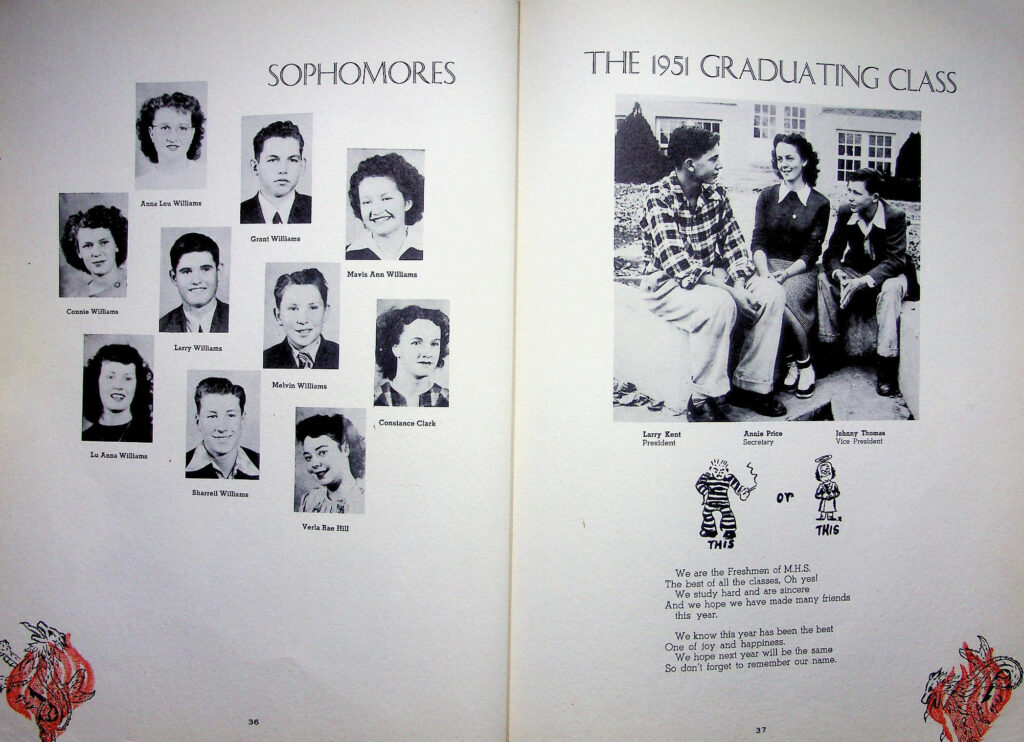 SOPHOMORES
Anna Lou Williams
Grant Williams
Mavis Ann Williams
Connie Williams
Larry Williams
Melvin Williams
Constance Clark
Lu Anna Williams
Sharrell Williams
Verla Rae Hill
36
THE 1951 GRADUATING CLASS
Larry Kent
President
Annie Price
Secretary
Johnny Thomas
Vice President
or
THIS
THIS
We are the Freshmen of M.H.S.
The best of all the classes, Oh yes!
We study hard and are sincere
And we hope we have made many friends
this year.
We know this year has been the best
One of joy and happiness.
We hope next year will be the same
So don't forget to remember our name.
37